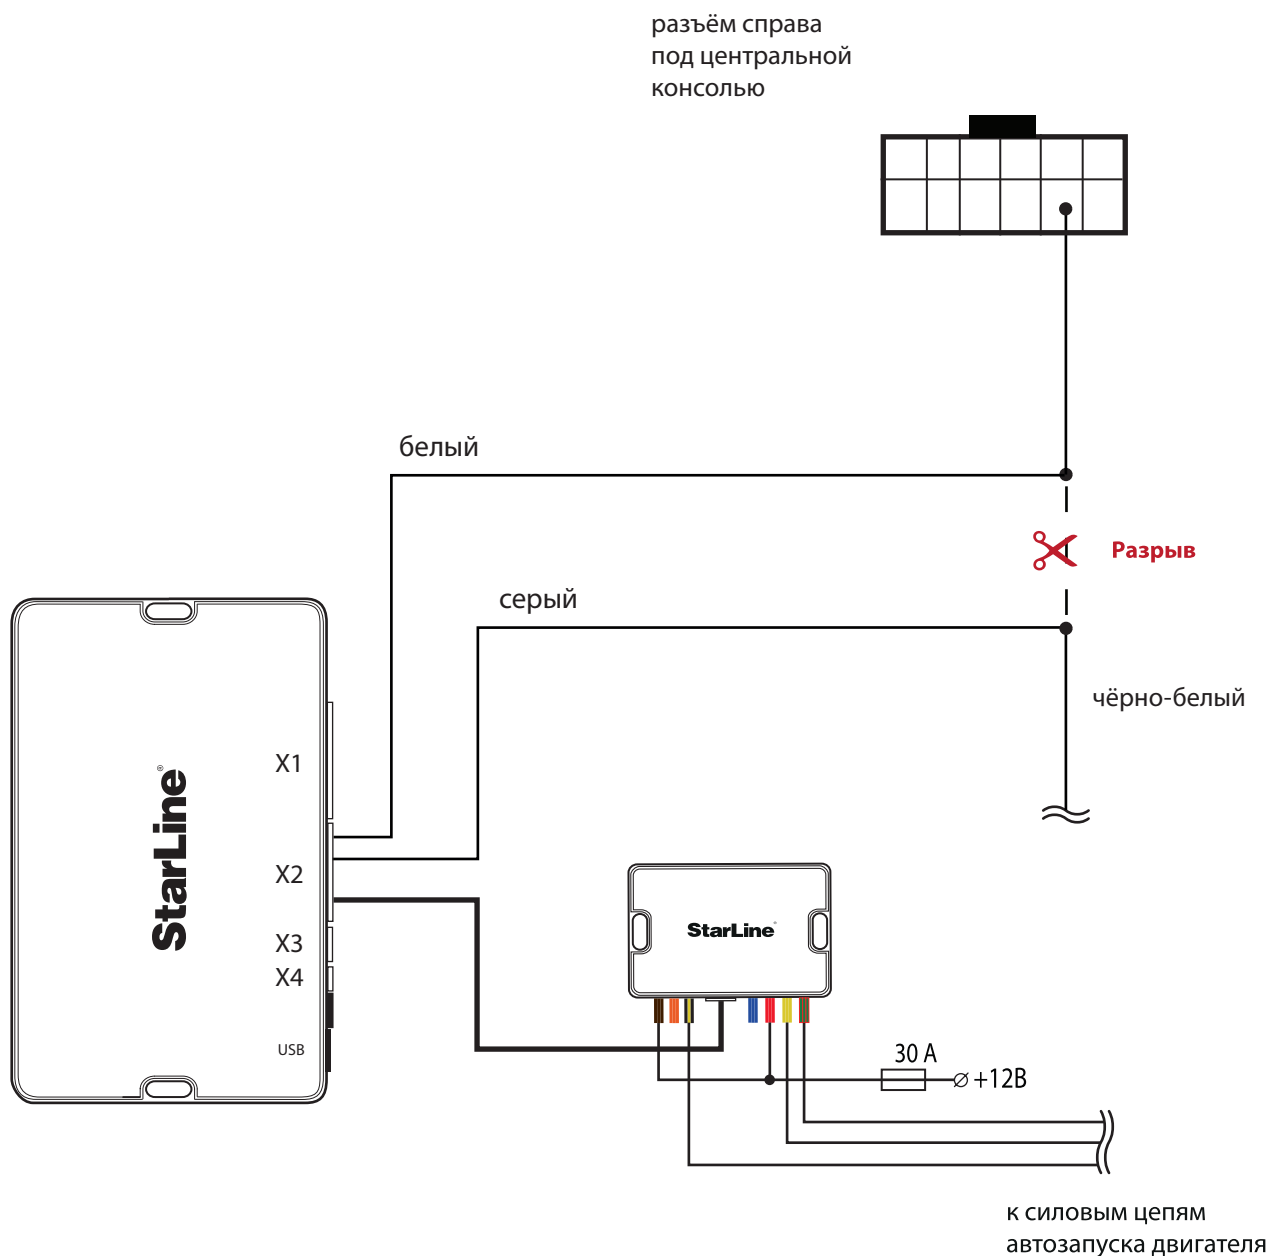 разъём справа
под центральной
консолью
белый
Разрыв
серый
чёрно-белый
X1
StarLine®
X2
X3
X4
USB
StarLine
30 А
+12В
к силовым цепям
автозапуска двигателя